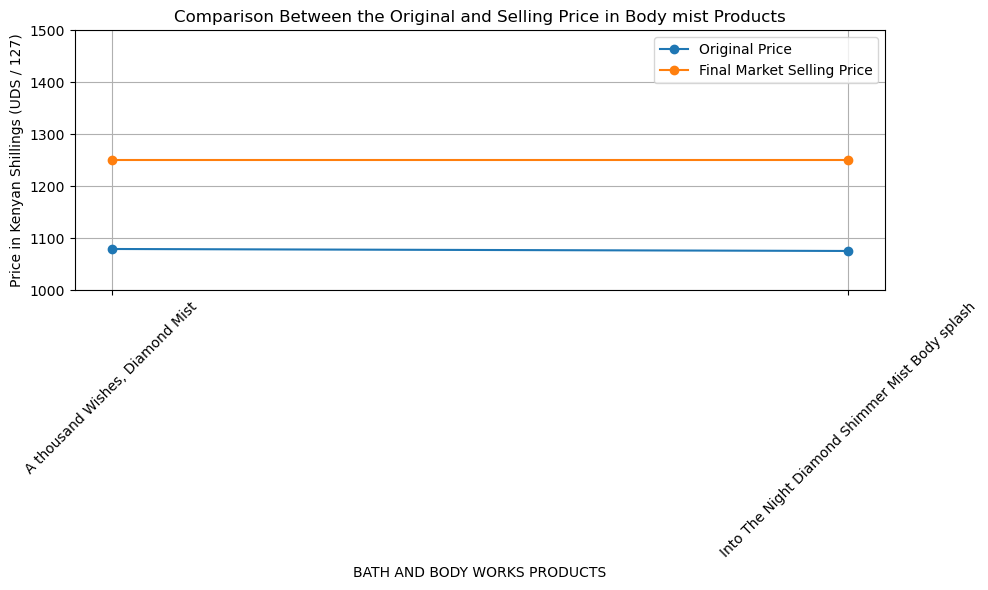 Comparison Between the Original and Selling Price in Body mist Products
Price in Kenyan Shillings (UDS / 127)
1500
1400
1300
1200
1100
1000
Original Price
Final Market Selling Price
A thousand Wishes, Diamond Mist
Into The Night Diamond Shimmer Mist Body splash
BATH AND BODY WORKS PRODUCTS